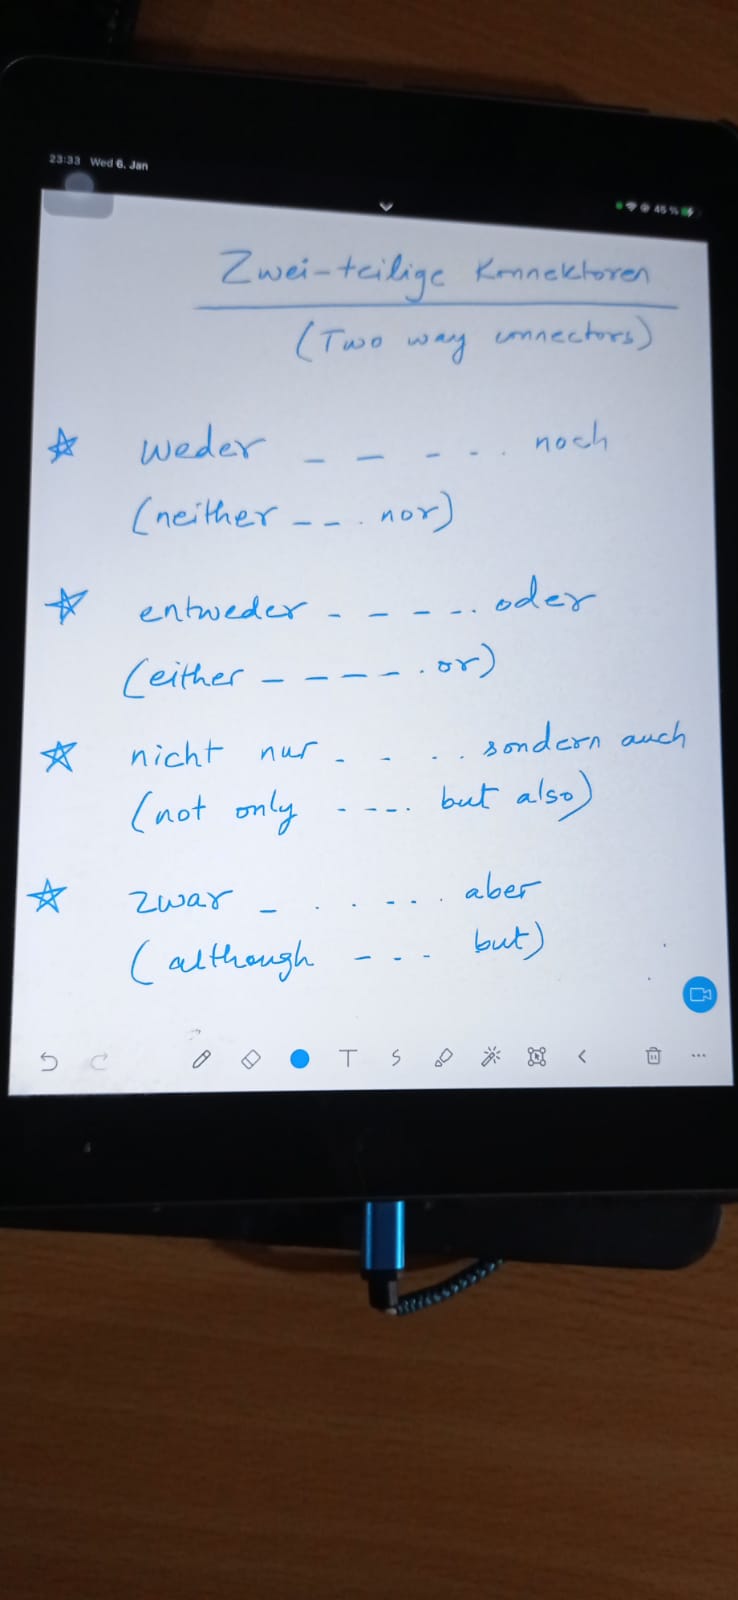 23:33 Wed 6. Jan
45 %
Zwei-teilige Konnektoren
(Two way connectors)
weder _ _ _ . . noch
(neither _ _ . nor)
entweder _ _ _ _ . . oder
(either _ _ _ _ . or)
nicht nur _ _ . . sondern auch
(not only _ _ _ . but also)
zwar _ . . _ _ . aber
(although _ _ _ but)
T